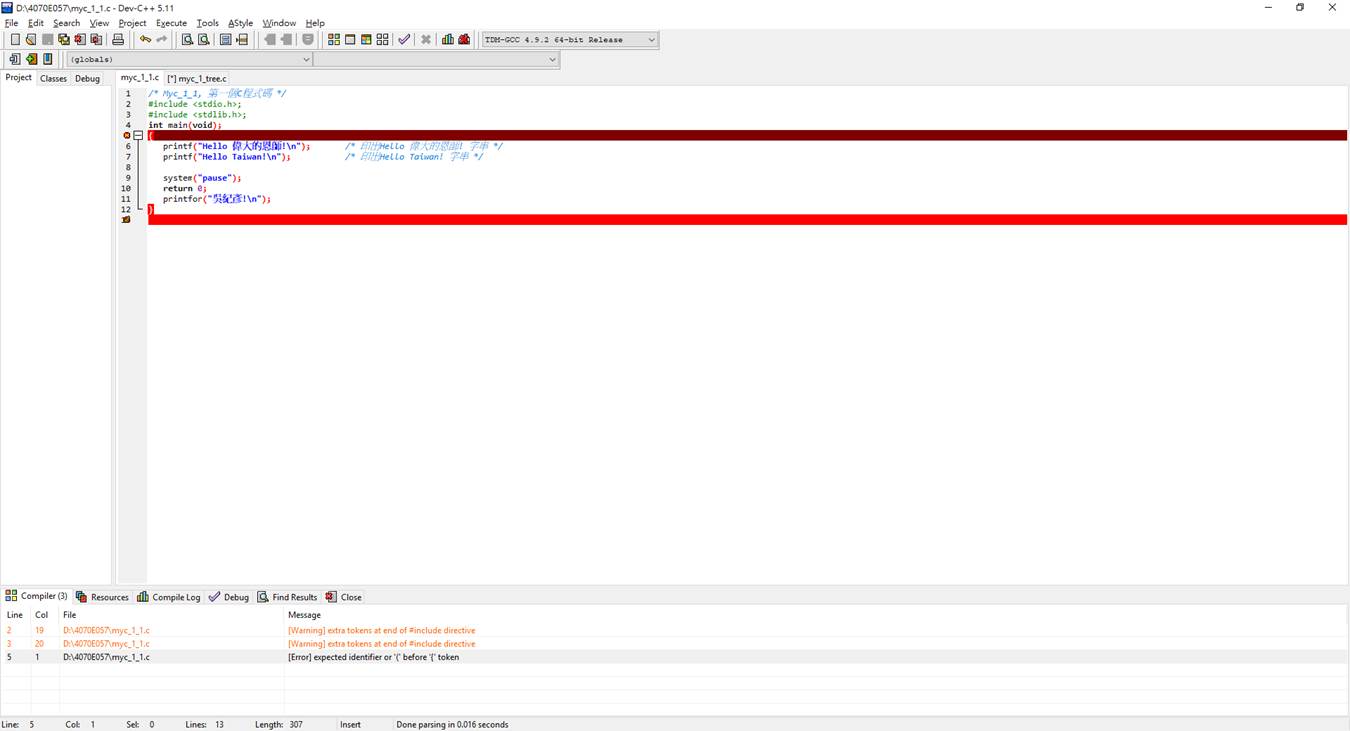 D:\4070E057\myc_1_1.c - Dev-C++ 5.11
File Edit Search View Project Execute Tools AStyle Window Help
TDM-GCC 4.9.2 64-bit Release
(globals)
Project Classes Debug myc_1_1.c [*] myc_1_tree.c
1 /* Myc_1_1, 第一個C程式碼 */
2 #include <stdio.h>;
3 #include <stdlib.h>;
4 int main(void);
{
6 printf("Hello 偉大的恩師!\n"); /* 印出Hello 偉大的恩師! 字串 */
7 printf("Hello Taiwan!\n"); /* 印出Hello Taiwan! 字串 */
8
9 system("pause");
10 return 0;
11 printfor("吳紀彥!\n");
12 }
13
Compiler (3) Resources Compile Log Debug Find Results Close
Line Col File Message
2 19 D:\4070E057\myc_1_1.c [Warning] extra tokens at end of #include directive
3 20 D:\4070E057\myc_1_1.c [Warning] extra tokens at end of #include directive
5 1 D:\4070E057\myc_1_1.c [Error] expected identifier or '(' before '{' token
Line: 5 Col: 1 Sel: 0 Lines: 13 Length: 307 Insert Done parsing in 0.016 seconds